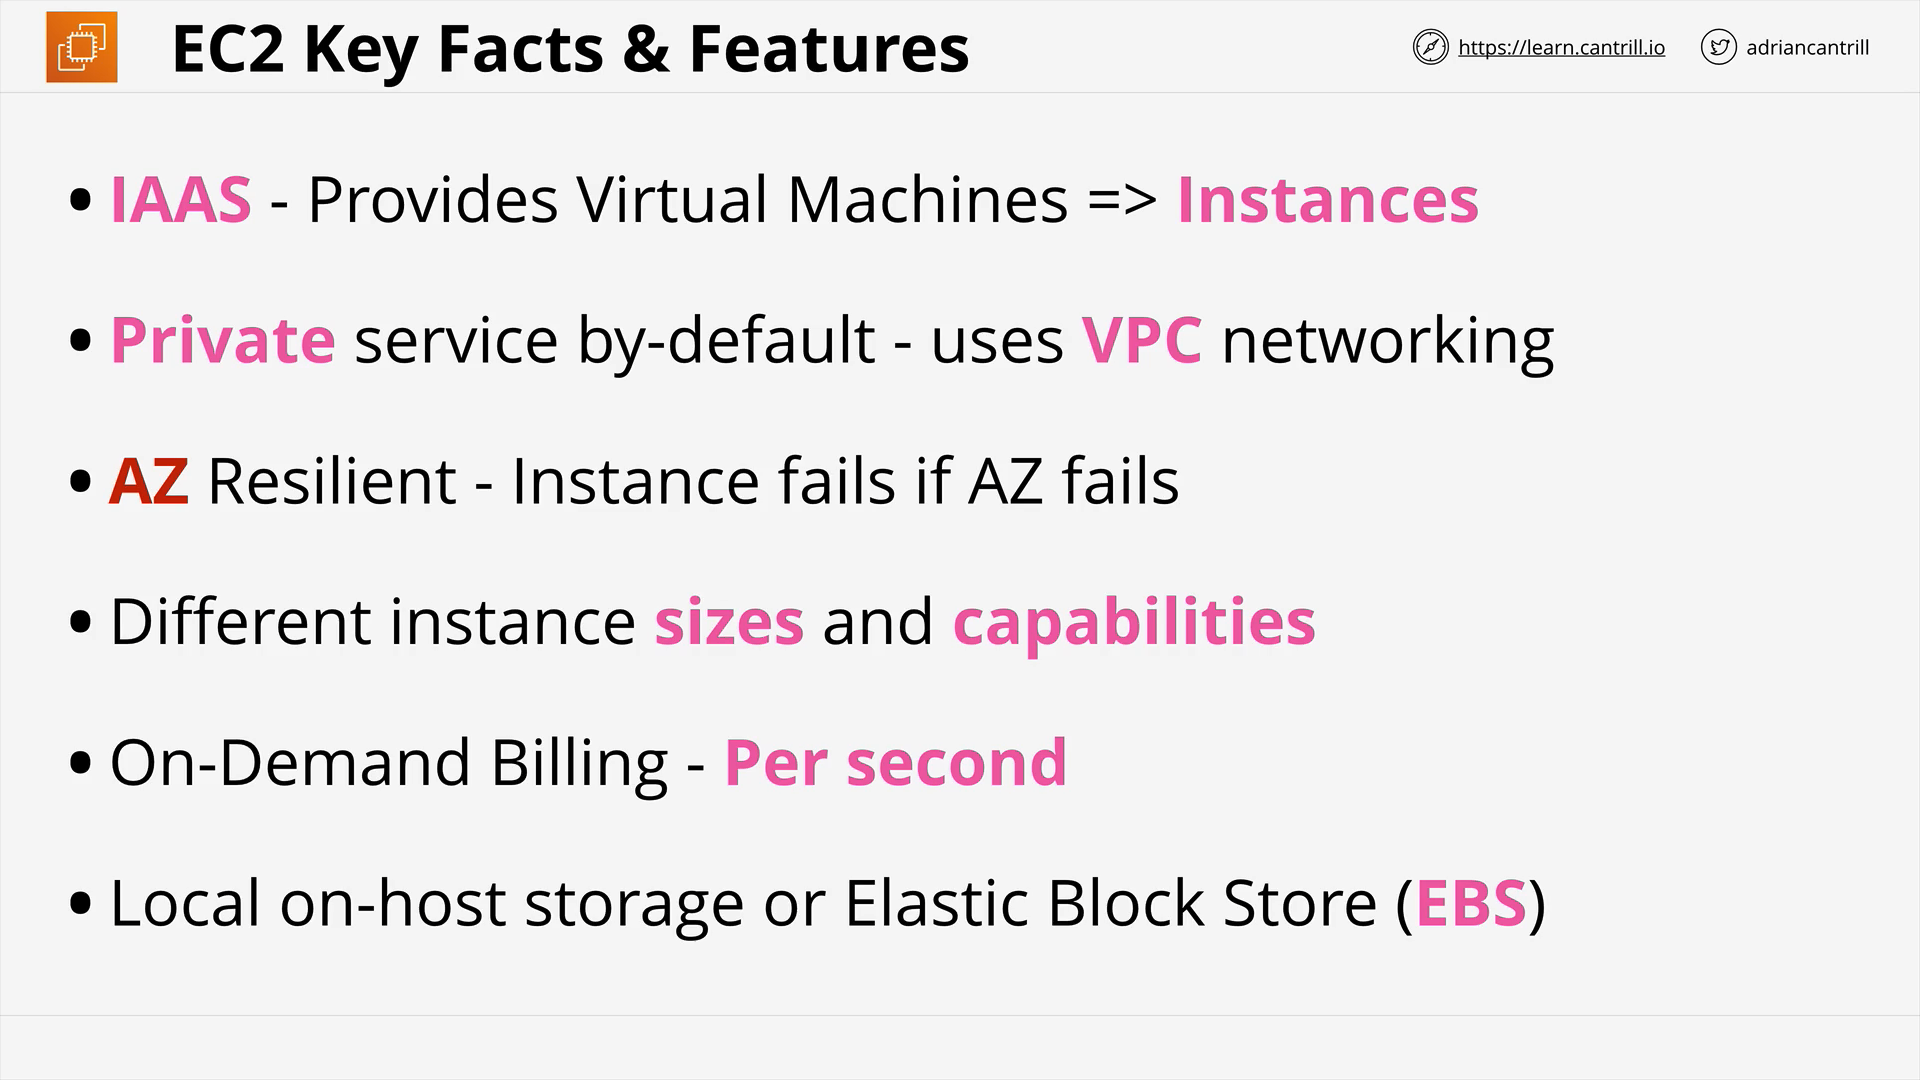 EC2 Key Facts & Features
https://learn.cantrill.io
adriancantrill
• IAAS - Provides Virtual Machines => Instances
• Private service by-default - uses VPC networking
• AZ Resilient - Instance fails if AZ fails
• Different instance sizes and capabilities
• On-Demand Billing - Per second
• Local on-host storage or Elastic Block Store (EBS)